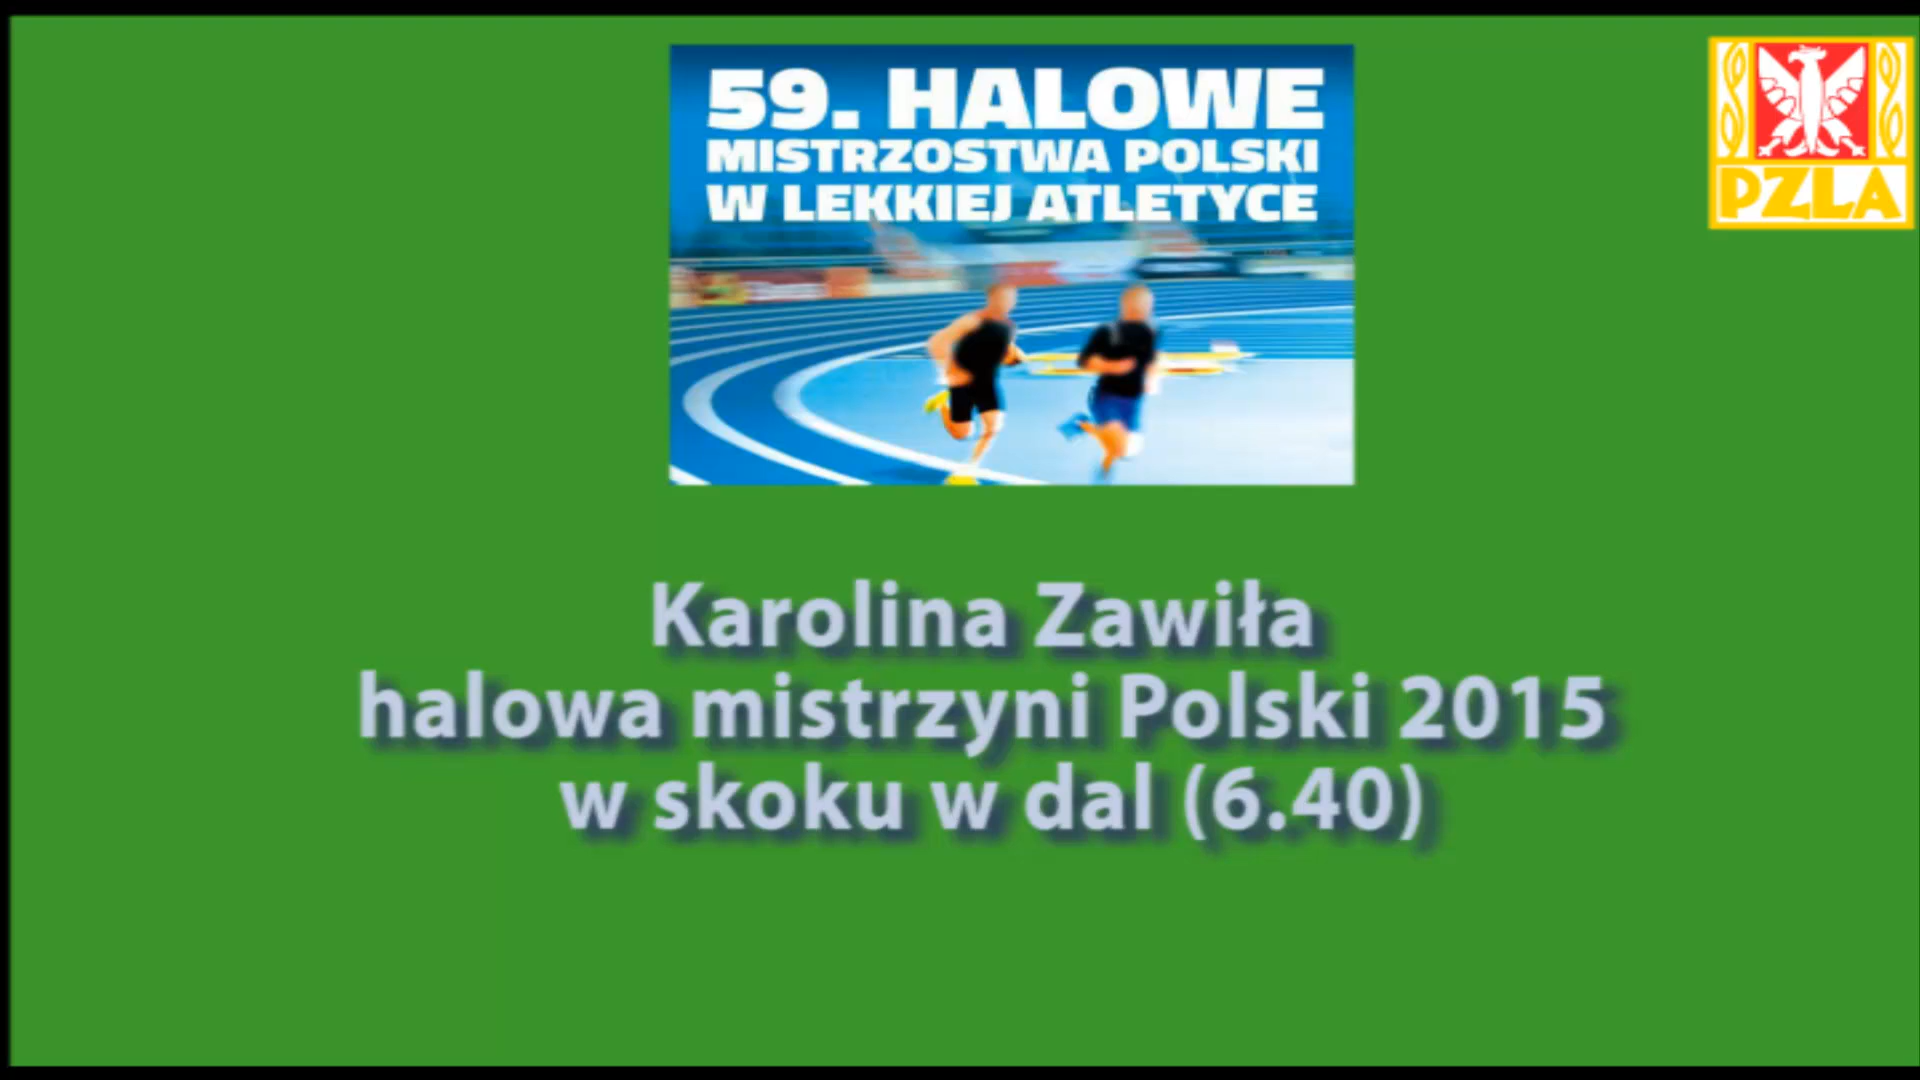 59. HALOWE
MISTRZOSTWA POLSKI
W LEKKIEJ ATLETYCE
PZLA
Karolina Zawiła
halowa mistrzyni Polski 2015
w skoku w dal (6.40)